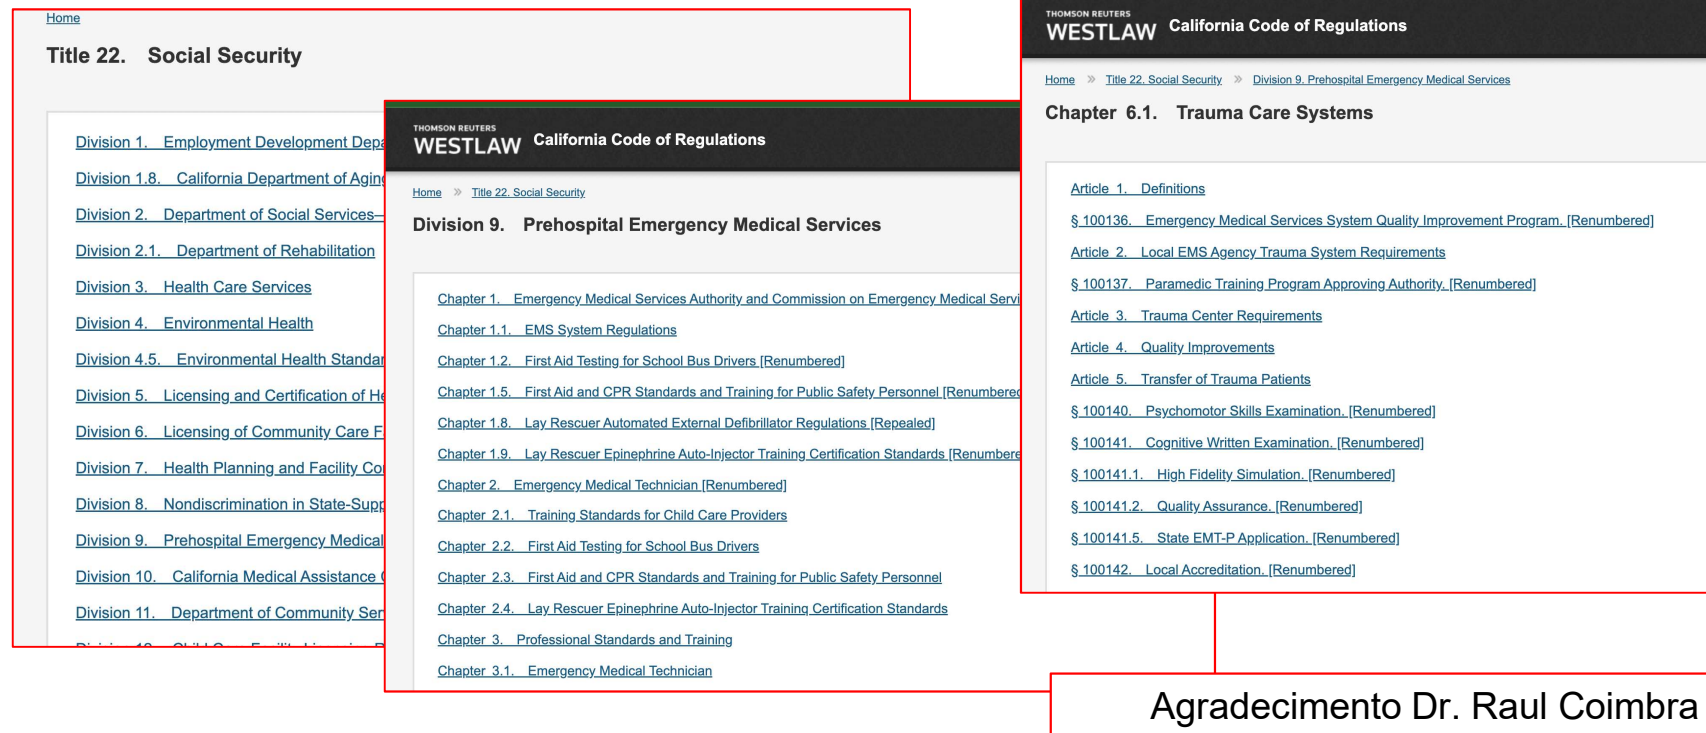 Home
Title 22. Social Security
Division 1. Employment Development
Division 1.8. California Department of Aging
Division 2. Department of Social Services—
Division 2.1. Department of Rehabilitation
Division 3. Health Care Services
Division 4. Environmental Health
Division 4.5. Environmental Health
Division 5. Licensing and Certification of
Division 6. Licensing of Community Care
Division 7. Health Planning and Facility
Division 8. Nondiscrimination in
Division 9. Prehospital Emergency Medical
Division 10. California Medical Assistance
Division 11. Department of Community
THOMSON REUTERS
WESTLAW California Code of Regulations
Home » Title 22. Social Security
Division 9. Prehospital Emergency Medical Services
Chapter 1. Emergency Medical Services Authority and Commission on Emergency Medical
Chapter 1.1. EMS System Regulations
Chapter 1.2. First Aid Testing for School Bus Drivers [Renumbered]
Chapter 1.5. First Aid and CPR Standards and Training for Public Safety Personnel [Renumbered
Chapter 1.8. Lay Rescuer Automated External Defibrillator Regulations [Repealed]
Chapter 1.9. Lay Rescuer Epinephrine Auto-Injector Training Certification Standards [Renumbere
Chapter 2. Emergency Medical Technician [Renumbered]
Chapter 2.1. Training Standards for Child Care Providers
Chapter 2.2. First Aid Testing for School Bus Drivers
Chapter 2.3. First Aid and CPR Standards and Training for Public Safety Personnel
Chapter 2.4. Lay Rescuer Epinephrine Auto-Injector Training Certification Standards
Chapter 3. Professional Standards and Training
Chapter 3.1. Emergency Medical Technician
THOMSON REUTERS
WESTLAW California Code of Regulations
Home » Title 22. Social Security » Division 9. Prehospital Emergency Medical Services
Chapter 6.1. Trauma Care Systems
Article 1. Definitions
§ 100136. Emergency Medical Services System Quality Improvement Program. [Renumbered]
Article 2. Local EMS Agency Trauma System Requirements
§ 100137. Paramedic Training Program Approving Authority. [Renumbered]
Article 3. Trauma Center Requirements
Article 4. Quality Improvements
Article 5. Transfer of Trauma Patients
§ 100140. Psychomotor Skills Examination. [Renumbered]
§ 100141. Cognitive Written Examination. [Renumbered]
§ 100141.1. High Fidelity Simulation. [Renumbered]
§ 100141.2. Quality Assurance. [Renumbered]
§ 100141.5. State EMT-P Application. [Renumbered]
§ 100142. Local Accreditation. [Renumbered]
Agradecimento Dr. Raul Coimbra